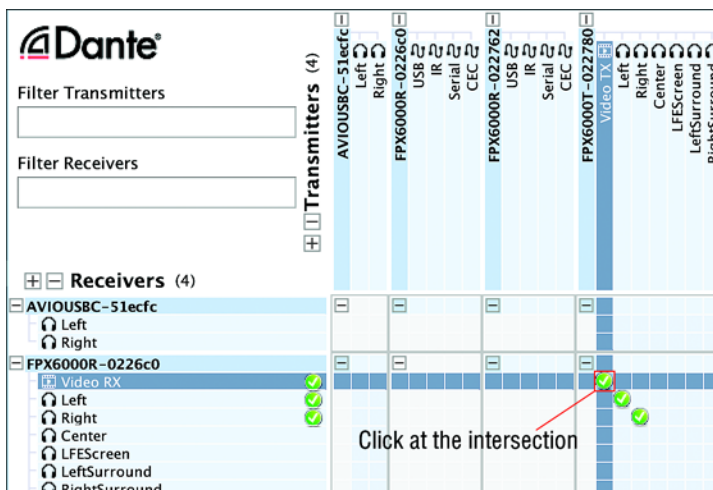 Dante®
Filter Transmitters
Filter Receivers
Transmitters (4)
AVIOUSBC-51ecfc
Left
Right
FPX6000R-0226c0
USB
IR
Serial
CEC
FPX6000R-022762
USB
IR
Serial
CEC
FPX6000T-022780
Video TX
Left
Right
Center
LFEScreen
LeftSurround
RightSurround
Receivers (4)
AVIOUSBC-51ecfc
Left
Right
FPX6000R-0226c0
Video RX
Left
Right
Center
LFEScreen
LeftSurround
RightSurround
Click at the intersection